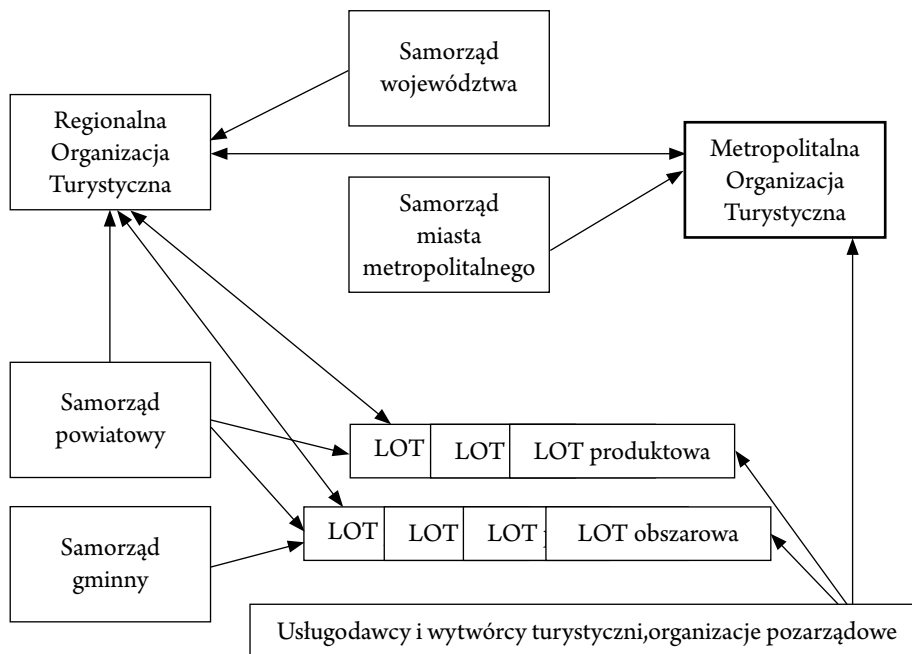 Samorząd
województwa
Regionalna
Organizacja
Turystyczna
Metropolitalna
Organizacja
Turystyczna
Samorząd
miasta
metropolitalnego
Samorząd
powiatowy
LOT
LOT
LOT produktowa
Samorząd
gminny
LOT
LOT
LOT
LOT obszarowa
Usługodawcy i wytwórcy turystyczni,organizacje pozarządowe